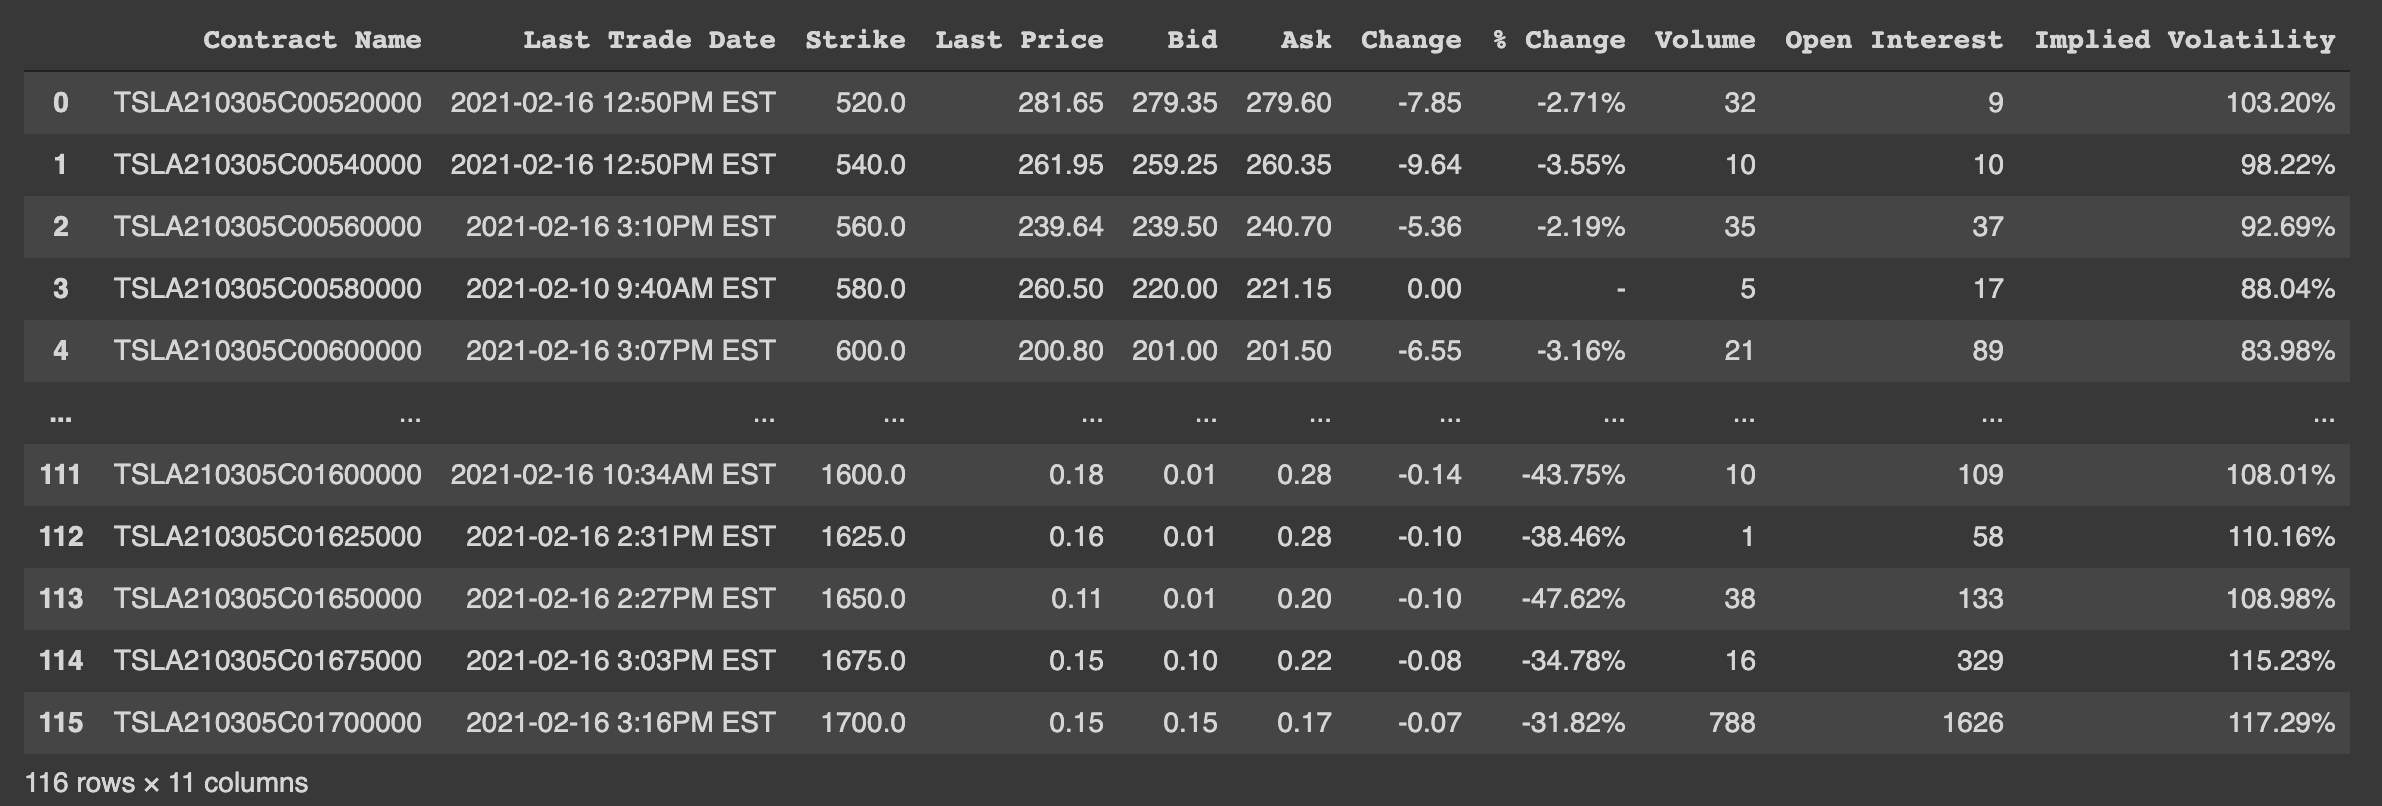 Contract Name Last Trade Date Strike Last Price Bid Ask Change % Change Volume Open Interest Implied Volatility
0 TSLA210305C00520000 2021-02-16 12:50PM EST 520.0 281.65 279.35 279.60 -7.85 -2.71% 32 9 103.20%
1 TSLA210305C00540000 2021-02-16 12:50PM EST 540.0 261.95 259.25 260.35 -9.64 -3.55% 10 10 98.22%
2 TSLA210305C00560000 2021-02-16 3:10PM EST 560.0 239.64 239.50 240.70 -5.36 -2.19% 35 37 92.69%
3 TSLA210305C00580000 2021-02-10 9:40AM EST 580.0 260.50 220.00 221.15 0.00 - 5 17 88.04%
4 TSLA210305C00600000 2021-02-16 3:07PM EST 600.0 200.80 201.00 201.50 -6.55 -3.16% 21 89 83.98%
... ... ... ... ... ... ... ... ... ... ... ...
111 TSLA210305C01600000 2021-02-16 10:34AM EST 1600.0 0.18 0.01 0.28 -0.14 -43.75% 10 109 108.01%
112 TSLA210305C01625000 2021-02-16 2:31PM EST 1625.0 0.16 0.01 0.28 -0.10 -38.46% 1 58 110.16%
113 TSLA210305C01650000 2021-02-16 2:27PM EST 1650.0 0.11 0.01 0.20 -0.10 -47.62% 38 133 108.98%
114 TSLA210305C01675000 2021-02-16 3:03PM EST 1675.0 0.15 0.10 0.22 -0.08 -34.78% 16 329 115.23%
115 TSLA210305C01700000 2021-02-16 3:16PM EST 1700.0 0.15 0.15 0.17 -0.07 -31.82% 788 1626 117.29%
116 rows × 11 columns